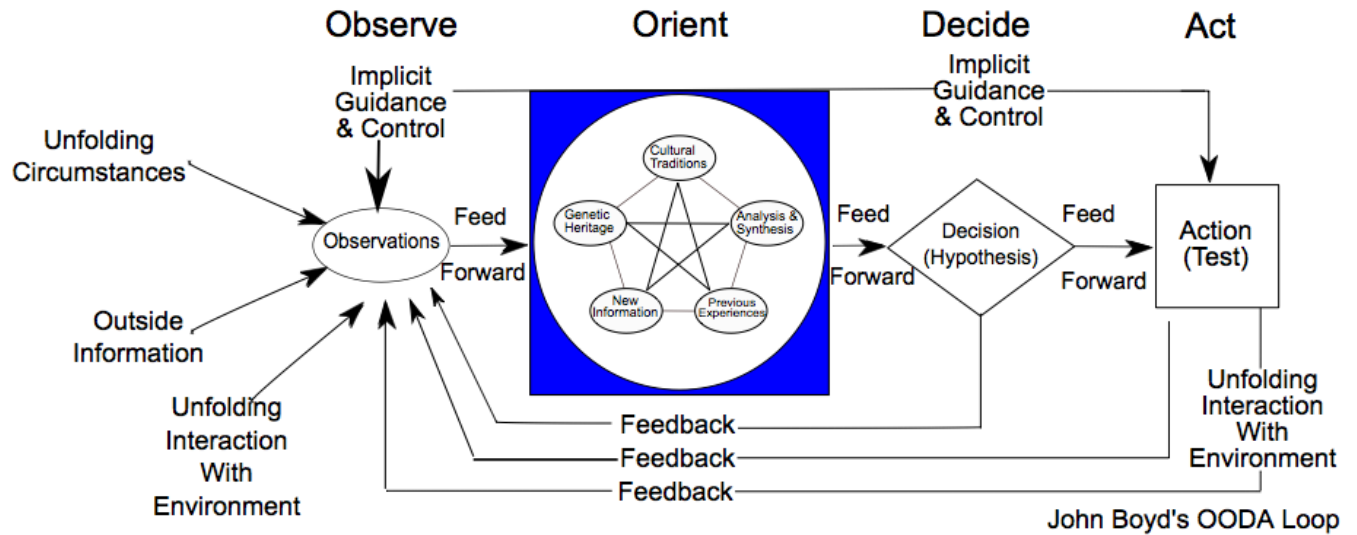 Observe
Orient
Decide
Act
Implicit
Guidance
& Control
Implicit
Guidance
& Control
Unfolding
Circumstances
Cultural
Traditions
Genetic
Heritage
Analysis &
Synthesis
New
Information
Previous
Experiences
Observations
Feed
Forward
Feed
Forward
Decision
(Hypothesis)
Feed
Forward
Action
(Test)
Outside
Information
Unfolding
Interaction
With
Environment
Feedback
Feedback
Feedback
Unfolding
Interaction
With
Environment
John Boyd's OODA Loop